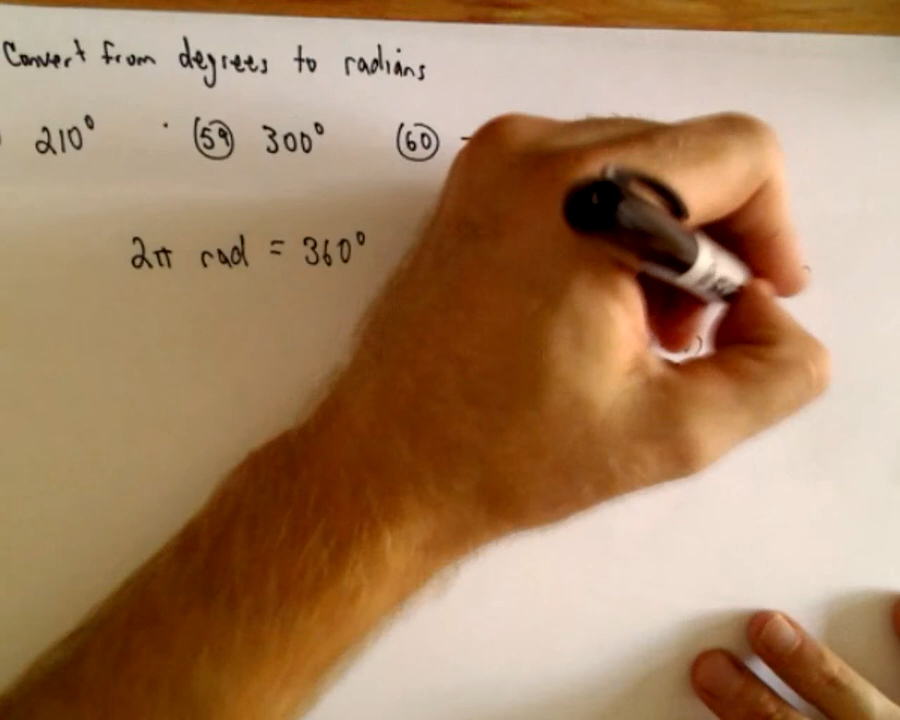 Convert from degrees to radians
210° (59) 300° (60) -
2π rad = 360°